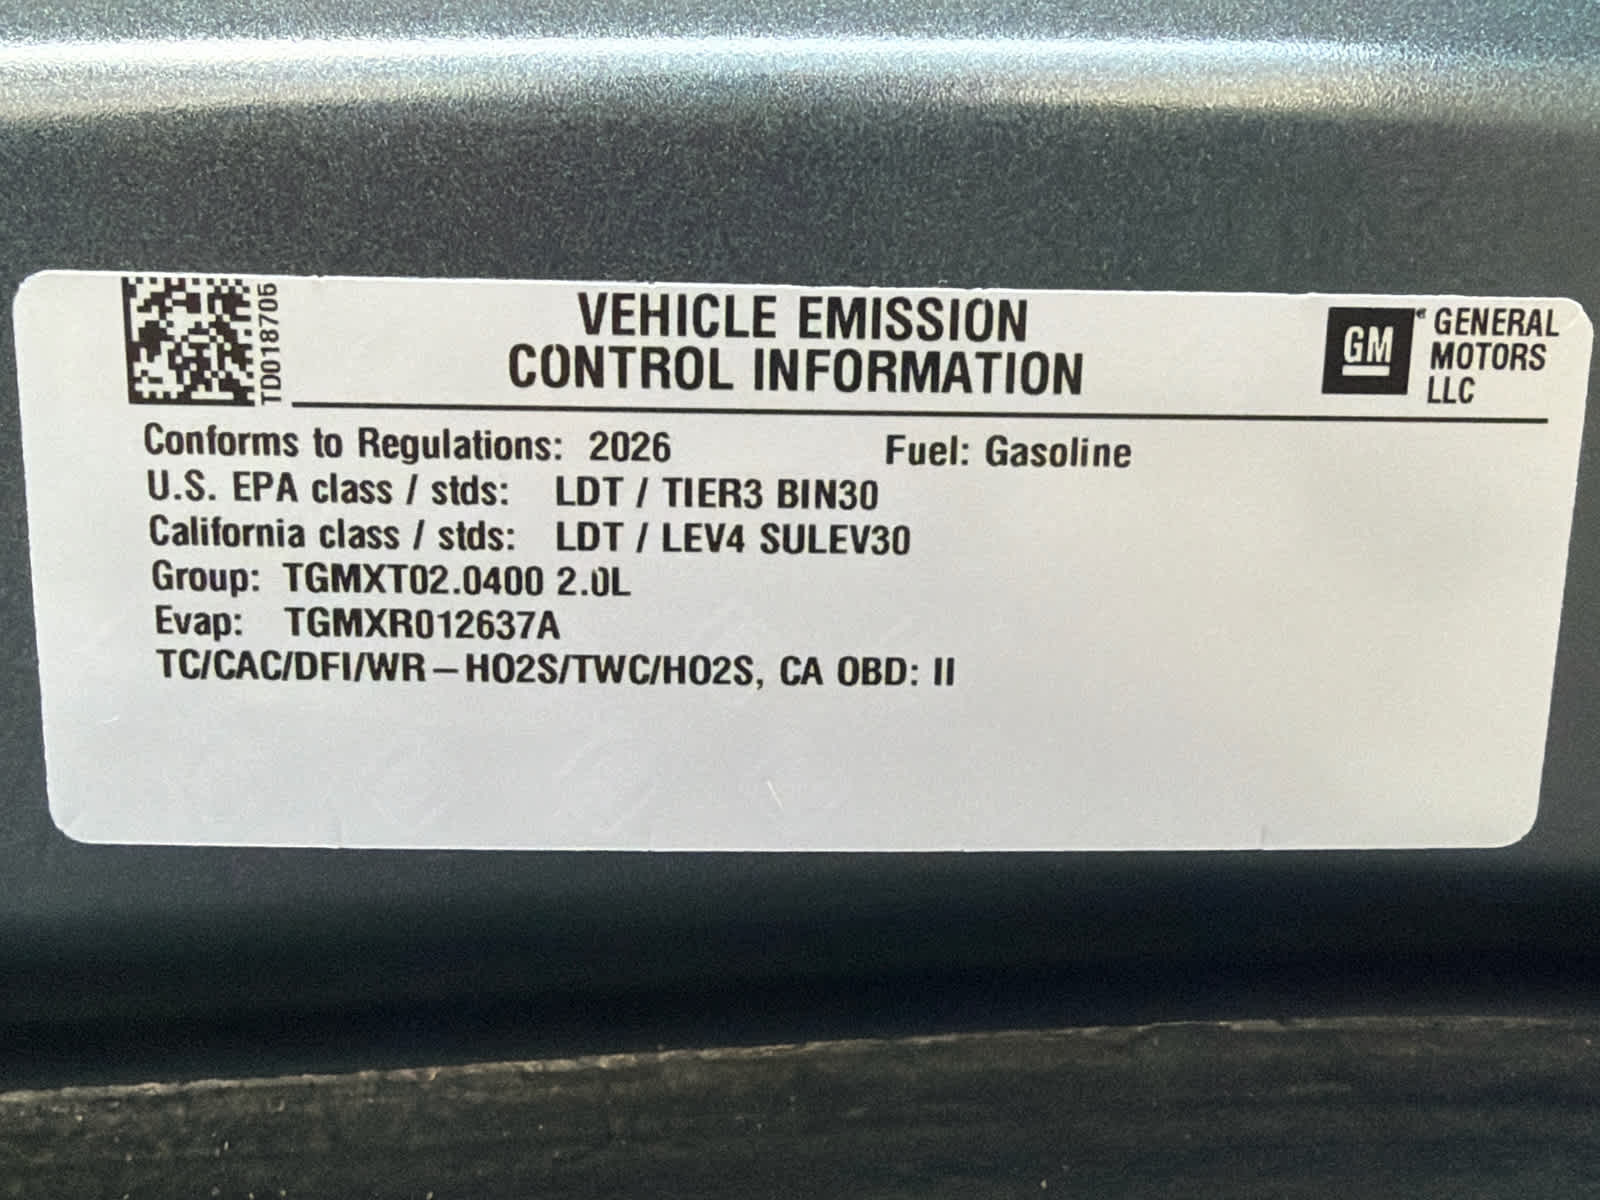 TD018705
VEHICLE EMISSION
CONTROL INFORMATION
GM
GENERAL
MOTORS
LLC
Conforms to Regulations: 2026 Fuel: Gasoline
U.S. EPA class / stds: LDT / TIER3 BIN30
California class / stds: LDT / LEV4 SULEV30
Group: TGMXT02.0400 2.0L
Evap: TGMXR012637A
TC/CAC/DFI/WR–HO2S/TWC/HO2S, CA OBD: II